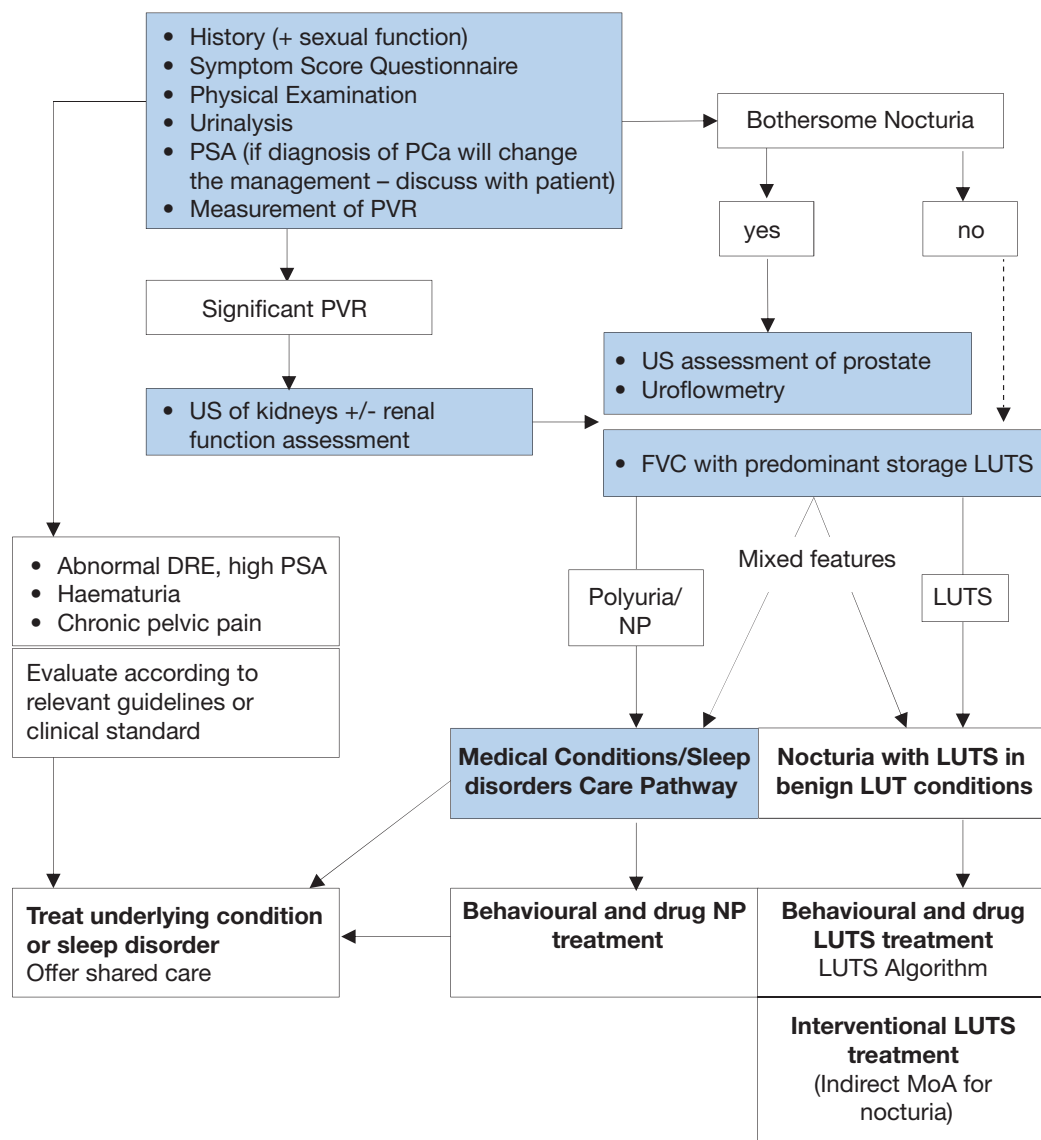 • History (+ sexual function)
• Symptom Score Questionnaire
• Physical Examination
• Urinalysis
• PSA (if diagnosis of PCa will change
the management – discuss with patient)
• Measurement of PVR
Bothersome Nocturia
yes
no
Significant PVR
• US assessment of prostate
• Uroflowmetry
• US of kidneys +/- renal
function assessment
• FVC with predominant storage LUTS
• Abnormal DRE, high PSA
• Haematuria
• Chronic pelvic pain
Evaluate according to
relevant guidelines or
clinical standard
Mixed features
Polyuria/
NP
LUTS
Medical Conditions/Sleep
disorders Care Pathway
Nocturia with LUTS in
benign LUT conditions
Treat underlying condition
or sleep disorder
Offer shared care
Behavioural and drug NP
treatment
Behavioural and drug
LUTS treatment
LUTS Algorithm
Interventional LUTS
treatment
(Indirect MoA for
nocturia)